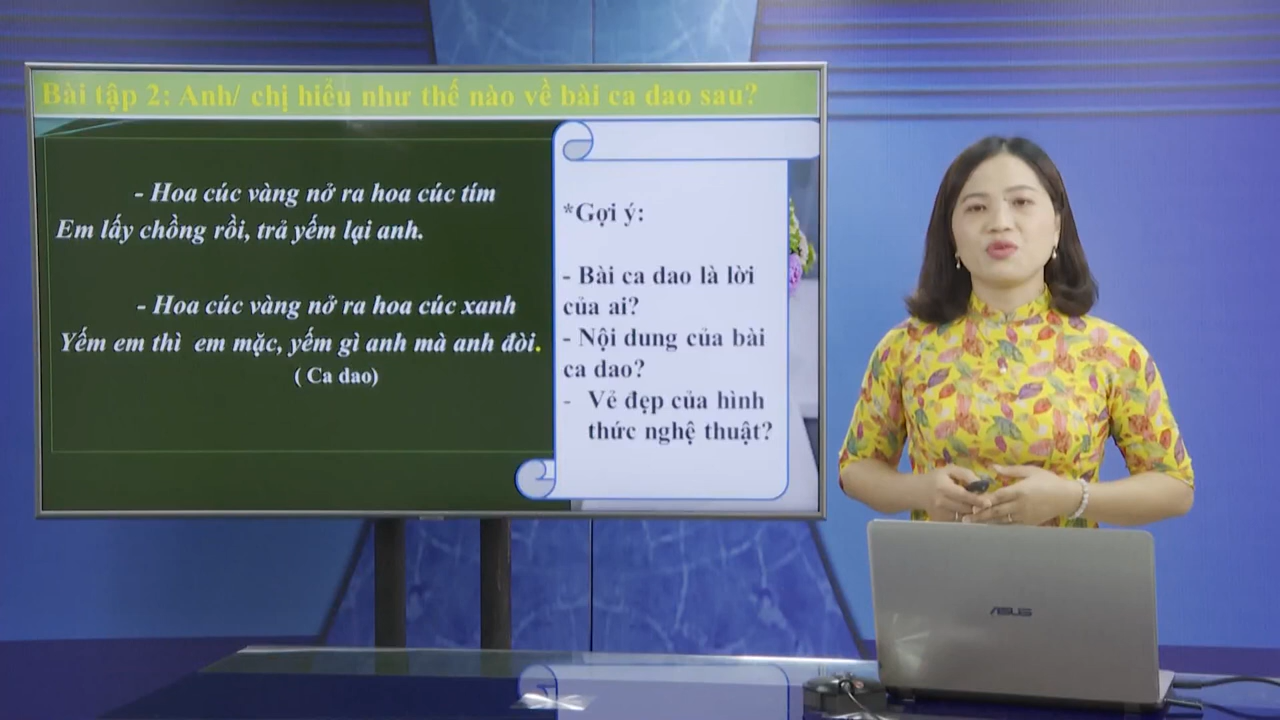 Bài tập 2: Anh/ chị hiểu như thế nào về bài ca dao sau?
- Hoa cúc vàng nở ra hoa cúc tím
Em lấy chồng rồi, trả yếm lại anh.
- Hoa cúc vàng nở ra hoa cúc xanh
Yếm em thì em mặc, yếm gì anh mà anh đòi.
( Ca dao)
*Gợi ý:
- Bài ca dao là lời
của ai?
- Nội dung của bài
ca dao?
- Vẻ đẹp của hình
thức nghệ thuật?
ASUS